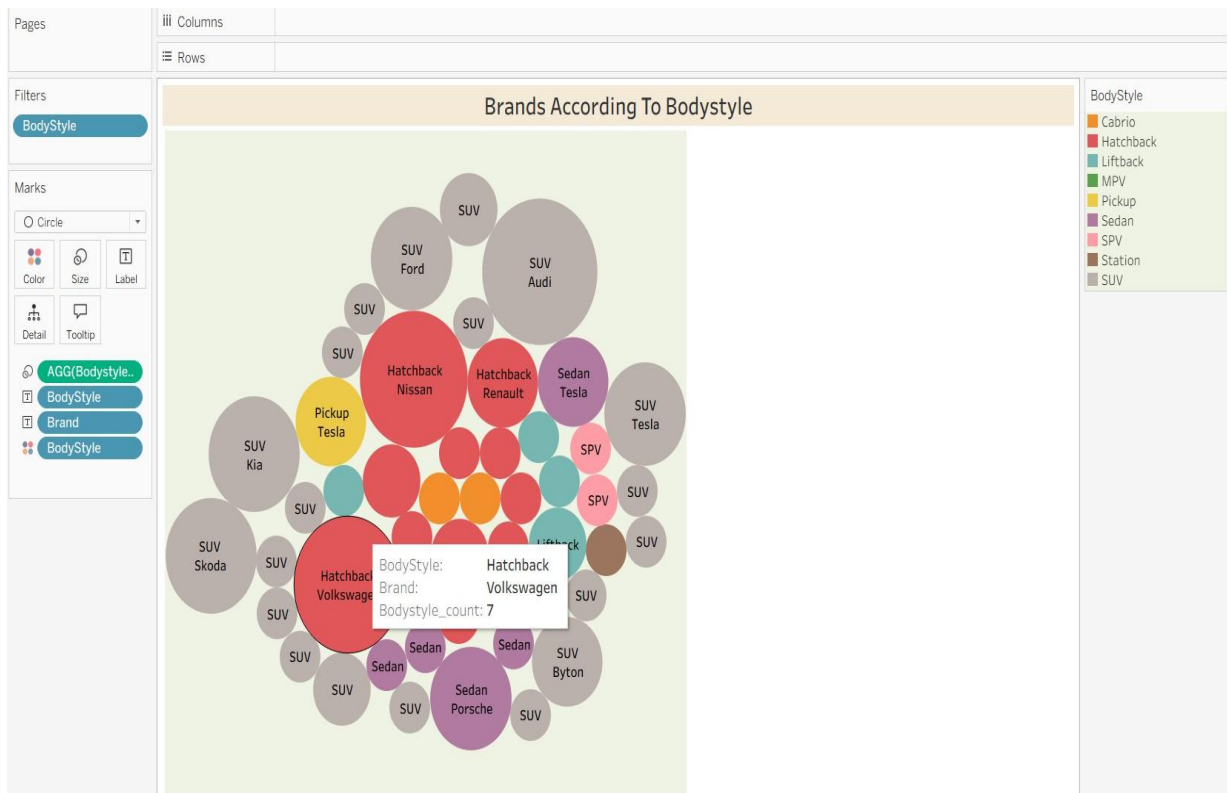 Pages
iii Columns
Rows
Filters
BodyStyle
Marks
Circle
Color
Size
Label
Detail
Tooltip
AGG(Bodystyle..
BodyStyle
Brand
BodyStyle
Brands According To Bodystyle
SUV
SUV
Ford
SUV
Audi
SUV
SUV
SUV
Hatchback
Nissan
Hatchback
Renault
Sedan
Tesla
SUV
Tesla
Pickup
Tesla
SUV
Kia
SPV
SUV
SPV
SUV
SUV
Skoda
SUV
Liftback
SUV
Hatchback
Volkswage
BodyStyle: Hatchback
Brand: Volkswagen
Bodystyle_count: 7
SUV
SUV
SUV
Sedan
Sedan
Sedan
SUV
Byton
SUV
SUV
Sedan
Porsche
SUV
BodyStyle
Cabrio
Hatchback
Liftback
MPV
Pickup
Sedan
SPV
Station
SUV